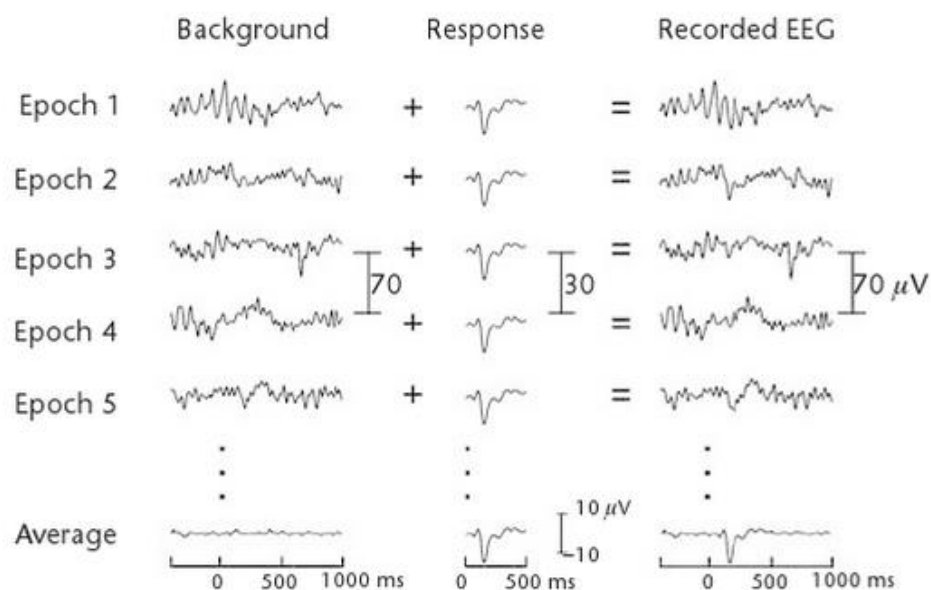 Background Response Recorded EEG
Epoch 1 + =
Epoch 2 + =
Epoch 3 + =
70 30 70 μV
Epoch 4 + =
Epoch 5 + =
10 μV
Average
-10
0 500 1000 ms 0 500 ms 0 500 1000 ms